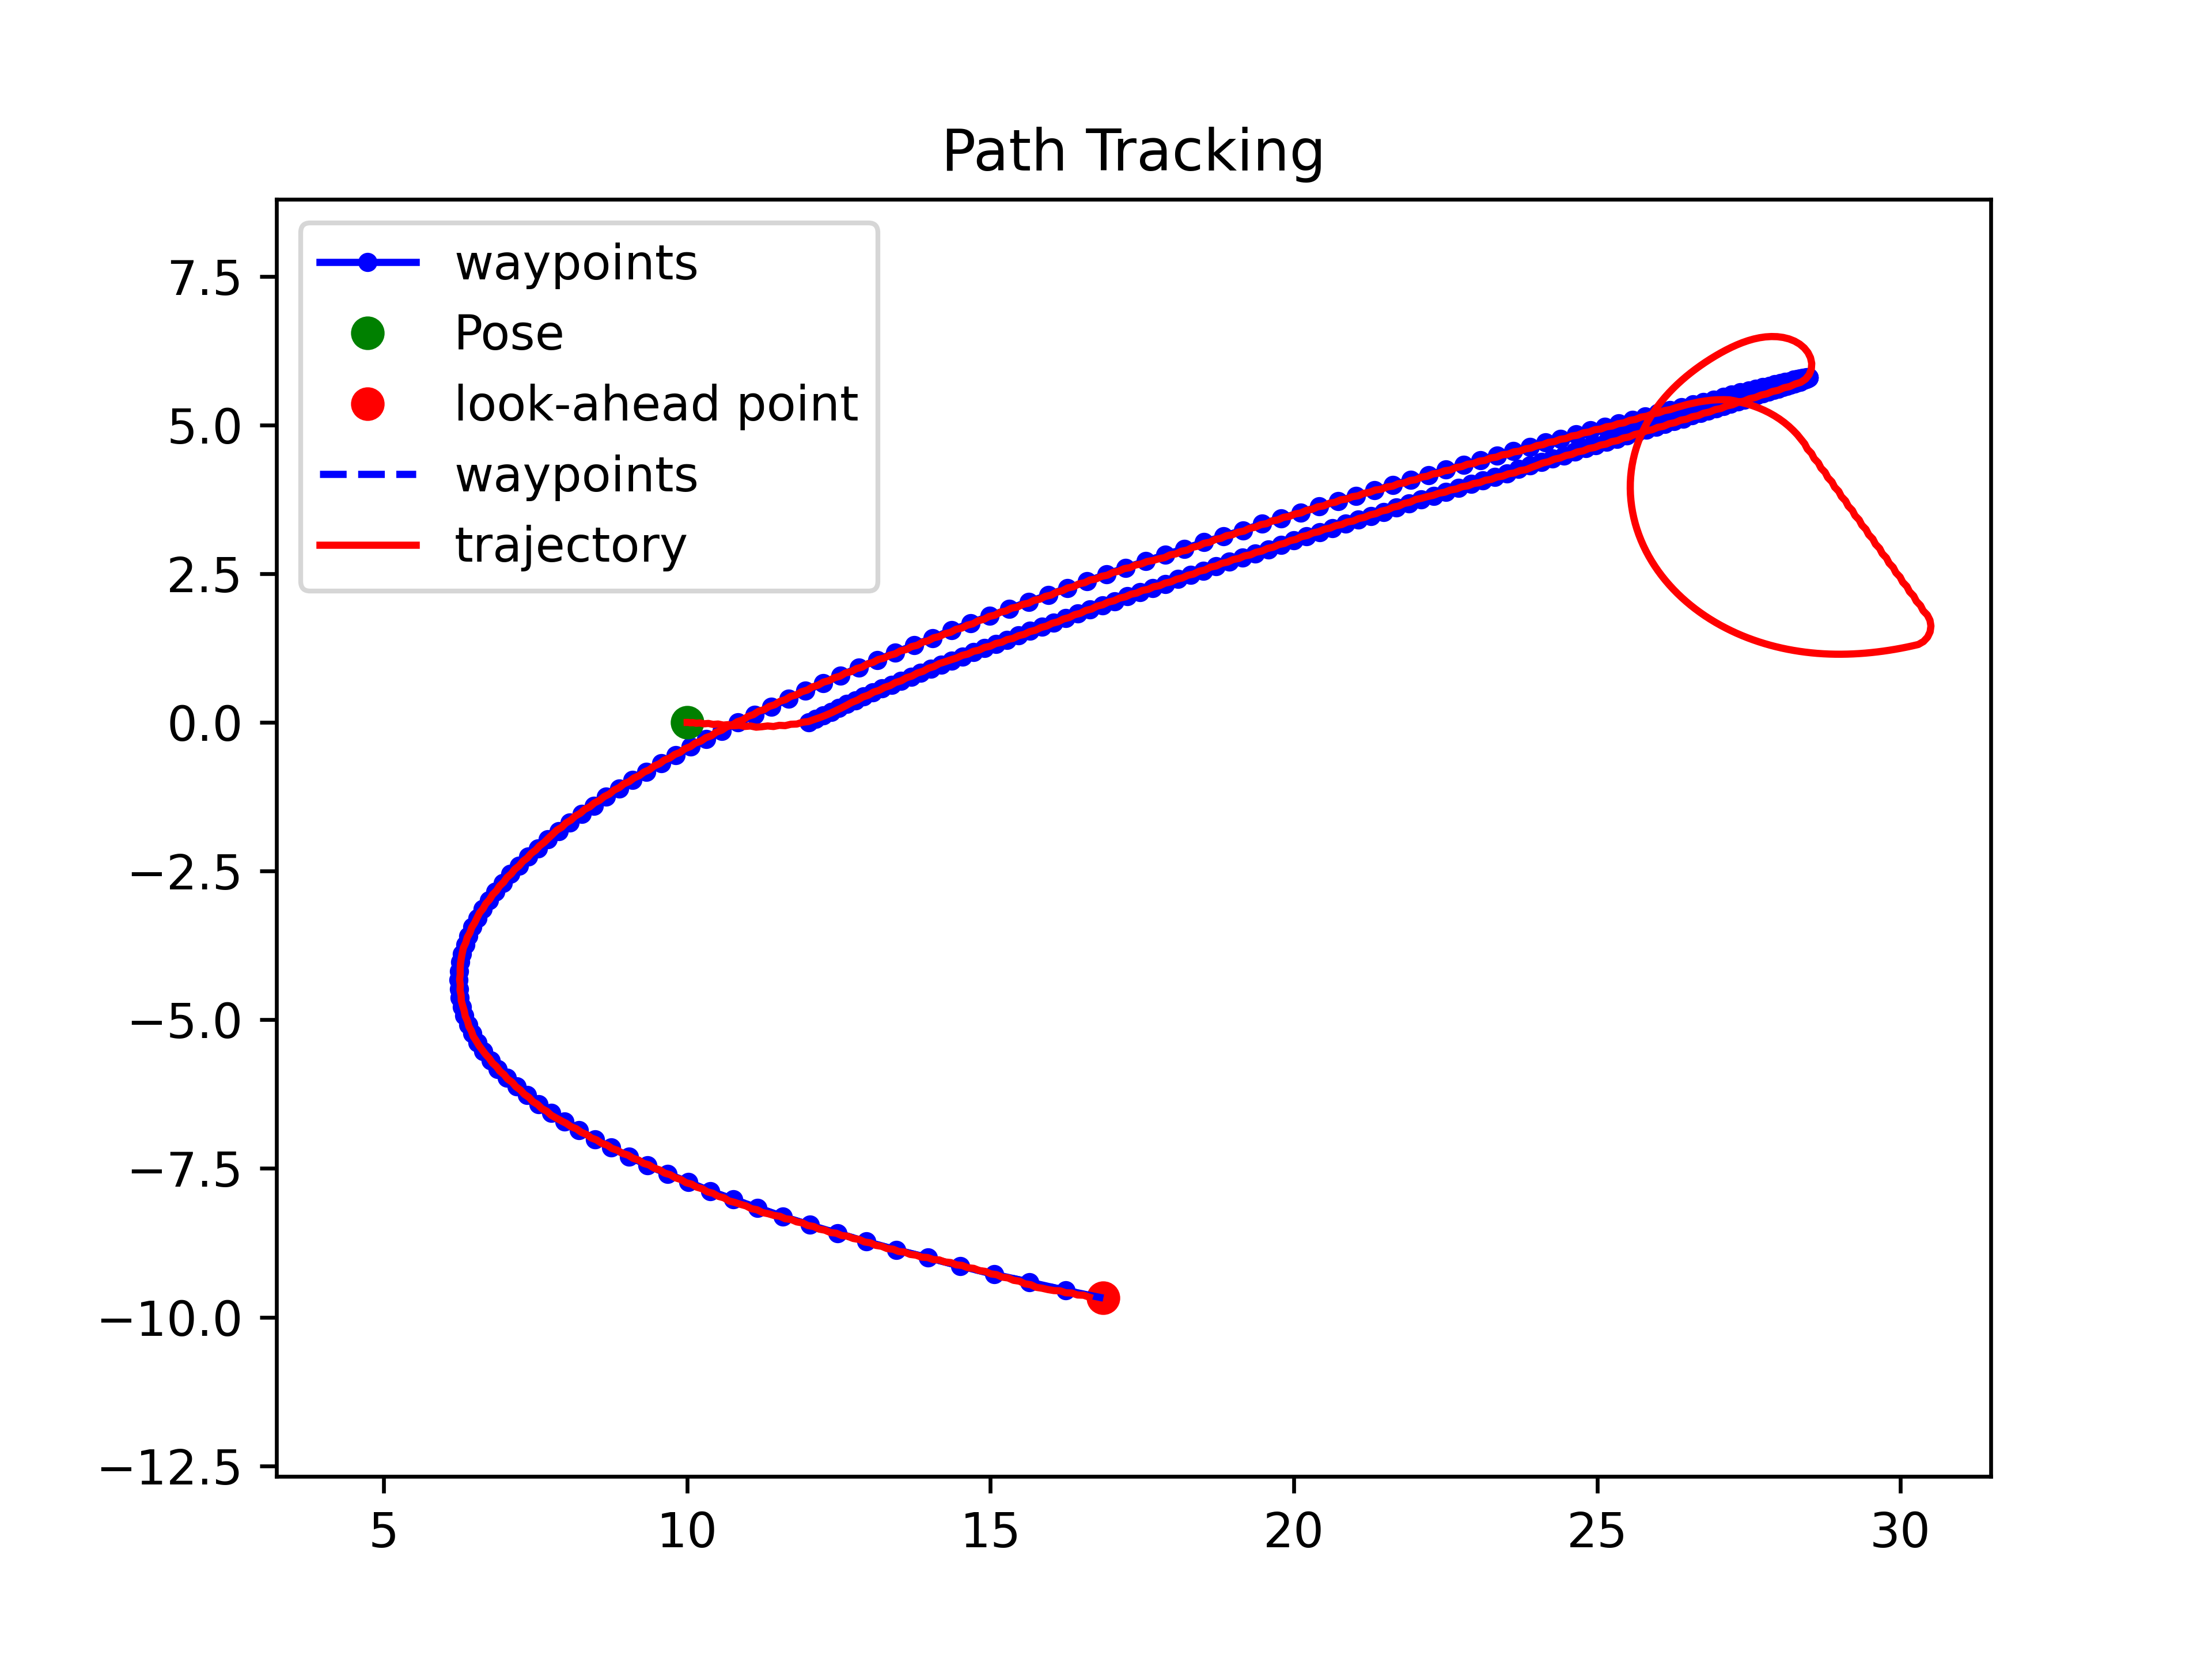 Path Tracking
waypoints
Pose
look-ahead point
waypoints
trajectory
7.5
5.0
2.5
0.0
−2.5
−5.0
−7.5
−10.0
−12.5
5 10 15 20 25 30